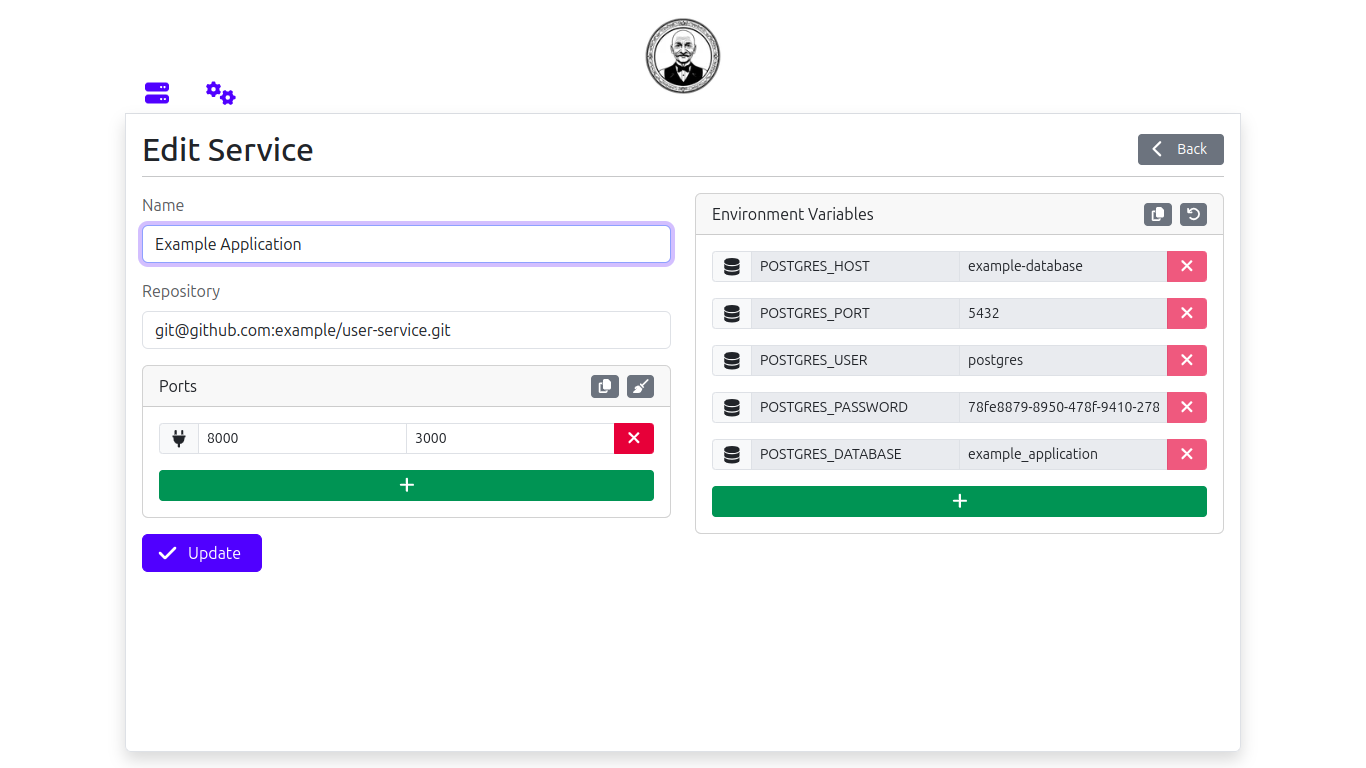 Edit Service
Back
Name
Example Application
Repository
git@github.com:example/user-service.git
Ports
8000 3000
Update
Environment Variables
POSTGRES_HOST example-database
POSTGRES_PORT 5432
POSTGRES_USER postgres
POSTGRES_PASSWORD 78fe8879-8950-478f-9410-278
POSTGRES_DATABASE example_application